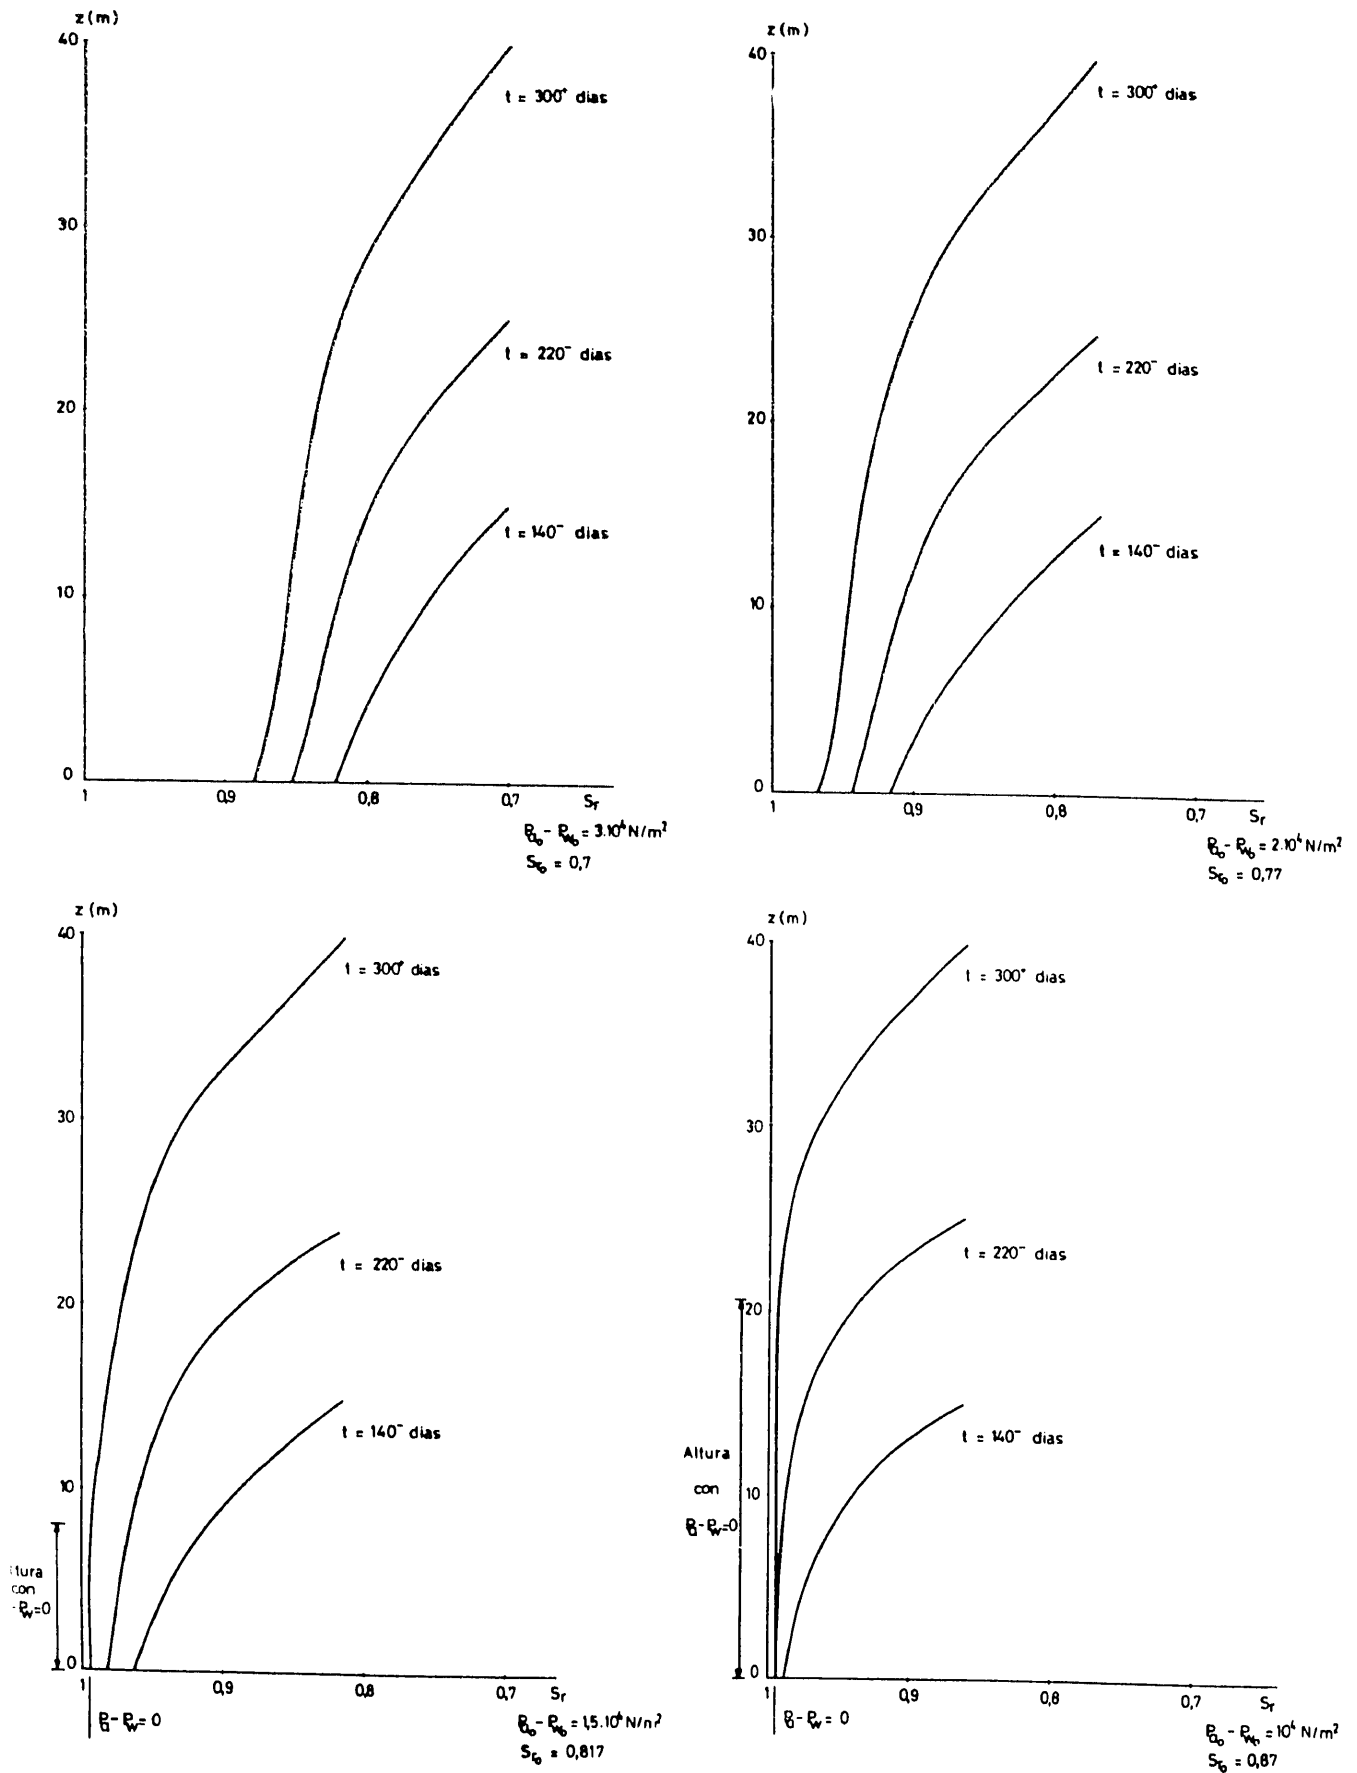 z (m)
40
t = 300⁺ dias
30
t = 220⁻ dias
20
t = 140⁻ dias
10
0
1
0,9
0,8
0,7
Sr
Pa₀ - Pw₀ = 3.10⁴ N/m²
Sr₀ = 0,7
z (m)
40
t = 300⁺ dias
30
t = 220⁻ dias
20
t = 140⁻ dias
10
0
1
0,9
0,8
0,7
Sr
Pa₀ - Pw₀ = 2.10⁴ N/m²
Sr₀ = 0,77
z (m)
40
t = 300⁺ dias
30
t = 220⁻ dias
20
t = 140⁻ dias
10
con
-Pw=0
0
1
0,9
0,8
0,7
Sr
Pa - Pw = 0
Pa₀ - Pw₀ = 1,5.10⁴ N/m²
Sr₀ = 0,817
z (m)
40
t = 300⁺ dias
30
t = 220⁻ dias
20
t = 140⁻ dias
Altura
con
Pa - Pw=0
10
0
1
0,9
0,8
0,7
Sr
Pa - Pw = 0
Pa₀ - Pw₀ = 10⁴ N/m²
Sr₀ = 0,87